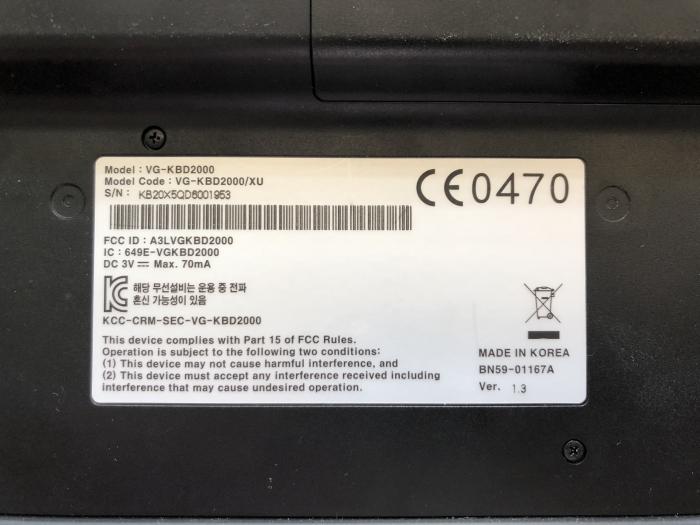 Model : VG-KBD2000
Model Code : VG-KBD2000/XU
S/N : KB20X5QD6001953
CE0470
FCC ID : A3LVGKBD2000
IC : 649E-VGKBD2000
DC 3V ⎓ Max. 70mA
해당 무선설비는 운용 중 전파
혼신 가능성이 있음
KCC-CRM-SEC-VG-KBD2000
This device complies with Part 15 of FCC Rules.
Operation is subject to the following two conditions:
(1) This device may not cause harmful interference, and
(2) This device must accept any interference received including
interference that may cause undesired operation.
MADE IN KOREA
BN59-01167A
Ver. 1.3